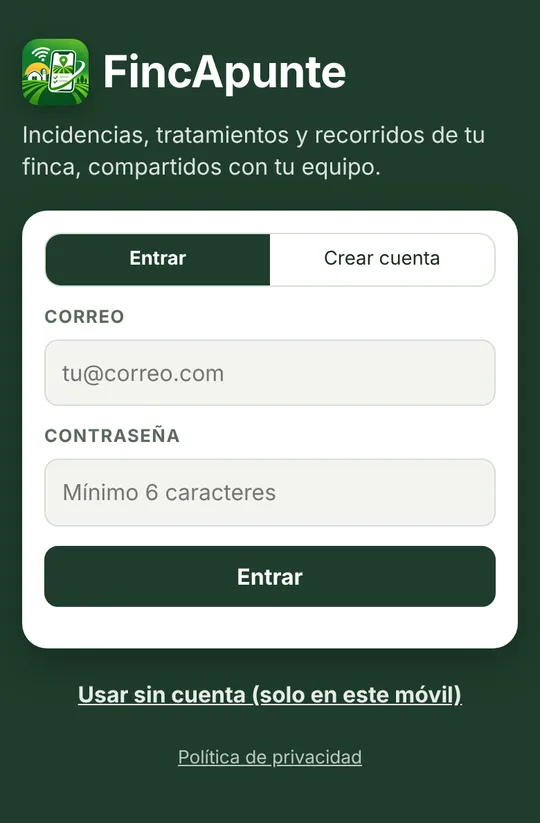 FincApunte
Incidencias, tratamientos y recorridos de tu
finca, compartidos con tu equipo.
Entrar
Crear cuenta
CORREO
tu@correo.com
CONTRASEÑA
Mínimo 6 caracteres
Entrar
Usar sin cuenta (solo en este móvil)
Política de privacidad